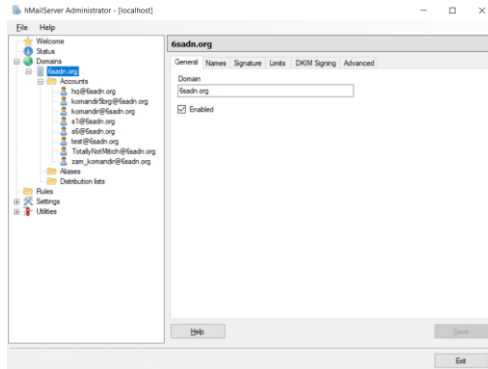 hMailServer Administrator - [localhost]
File Help
Welcome
Status
Domains
6sadn.org
Accounts
hq@6sadn.org
komandir5brg@6sadn.org
komandir@6sadn.org
s1@6sadn.org
s6@6sadn.org
test@6sadn.org
TotallyNotMitich@6sadn.org
zam_komandir@6sadn.org
Aliases
Distribution lists
Rules
Settings
Utilities
6sadn.org
General Names Signature Limits DKIM Signing Advanced
Domain
6sadn.org
Enabled
Help Save
Exit